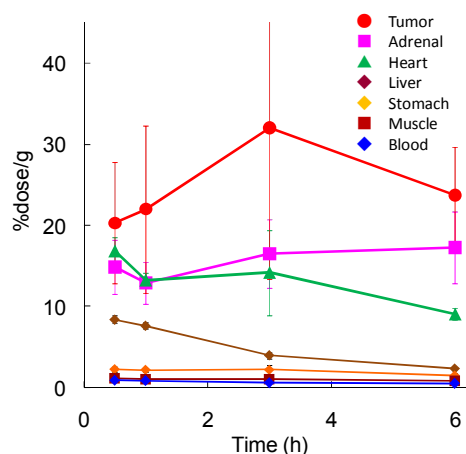 Tumor
Adrenal
Heart
Liver
Stomach
Muscle
Blood
40
30
20
10
0
%dose/g
0 2 4 6
Time (h)